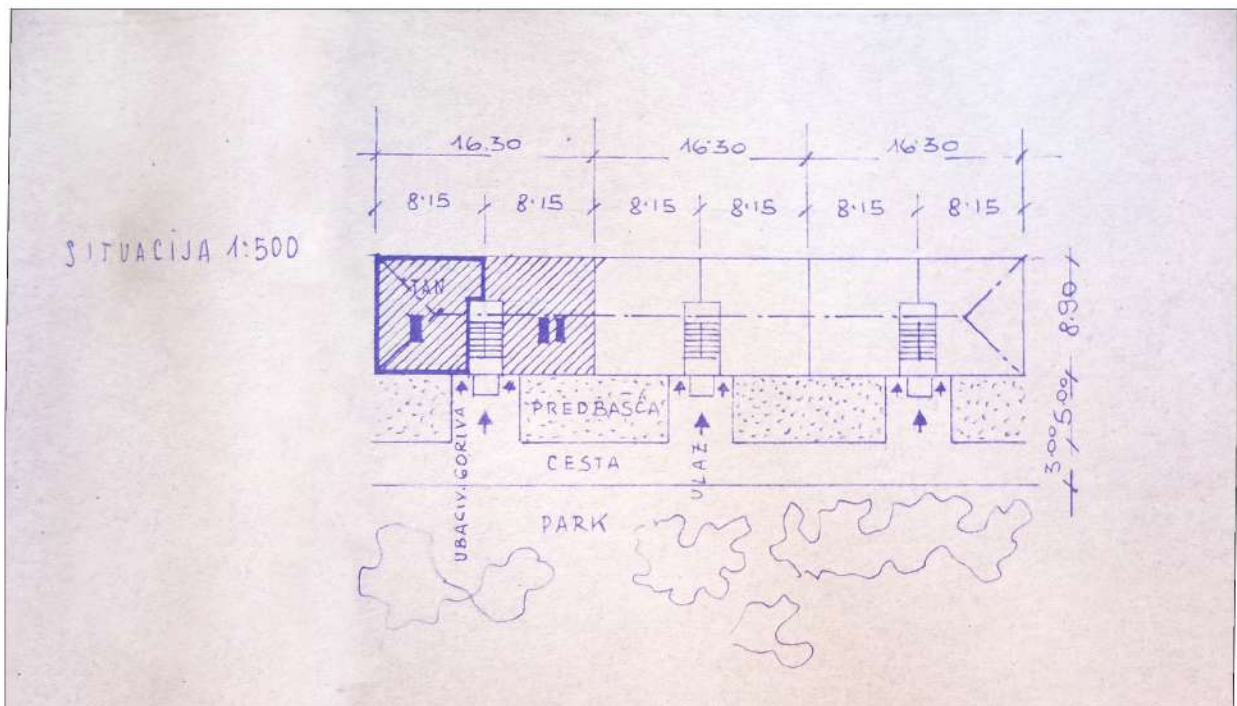 16.30 16.30 16.30
8.15 8.15 8.15 8.15 8.15 8.15
SITUACIJA 1:500
STAN
8.90
PREDBAŠĆA
5.00
3.00
CESTA
UBACIV. GORIVA
ULAZ
PARK